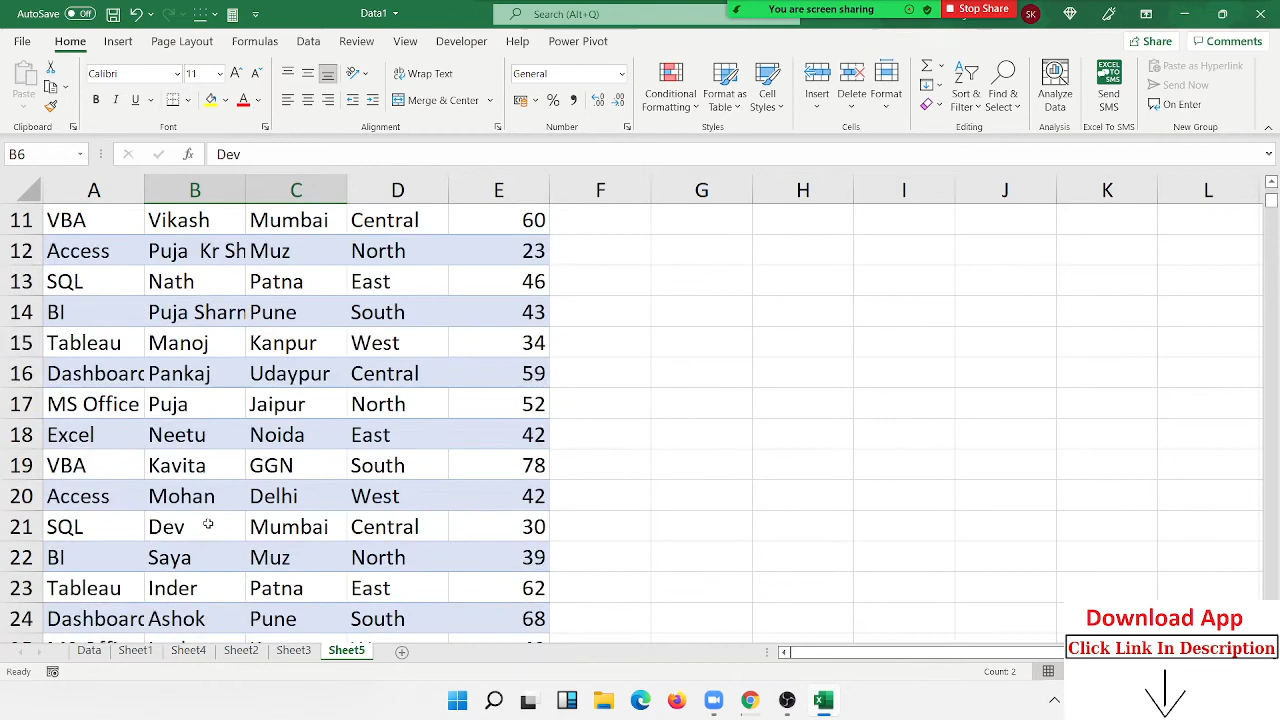 AutoSave Off Data1 Search (Alt+Q) You are screen sharing Stop Share SK
File Home Insert Page Layout Formulas Data Review View Developer Help Power Pivot Share Comments
Paste Calibri 11 Wrap Text General Conditional Formatting Format as Table Cell Styles Insert Delete Format Sort & Filter Find & Select Analyze Data Send SMS Paste as Hyperlink
B I U Merge & Center Send Now
On Enter
Clipboard Font Alignment Number Styles Cells Editing Analysis Excel To SMS New Group
B6 fx Dev
A B C D E F G H I J K L
11 VBA Vikash Mumbai Central 60
12 Access Puja Kr Sh Muz North 23
13 SQL Nath Patna East 46
14 BI Puja Sharm Pune South 43
15 Tableau Manoj Kanpur West 34
16 Dashboard Pankaj Udaypur Central 59
17 MS Office Puja Jaipur North 52
18 Excel Neetu Noida East 42
19 VBA Kavita GGN South 78
20 Access Mohan Delhi West 42
21 SQL Dev Mumbai Central 30
22 BI Saya Muz North 39
23 Tableau Inder Patna East 62
24 Dashboard Ashok Pune South 68
Download App
Click Link In Description
Data Sheet1 Sheet4 Sheet2 Sheet3 Sheet5
Ready Count: 2